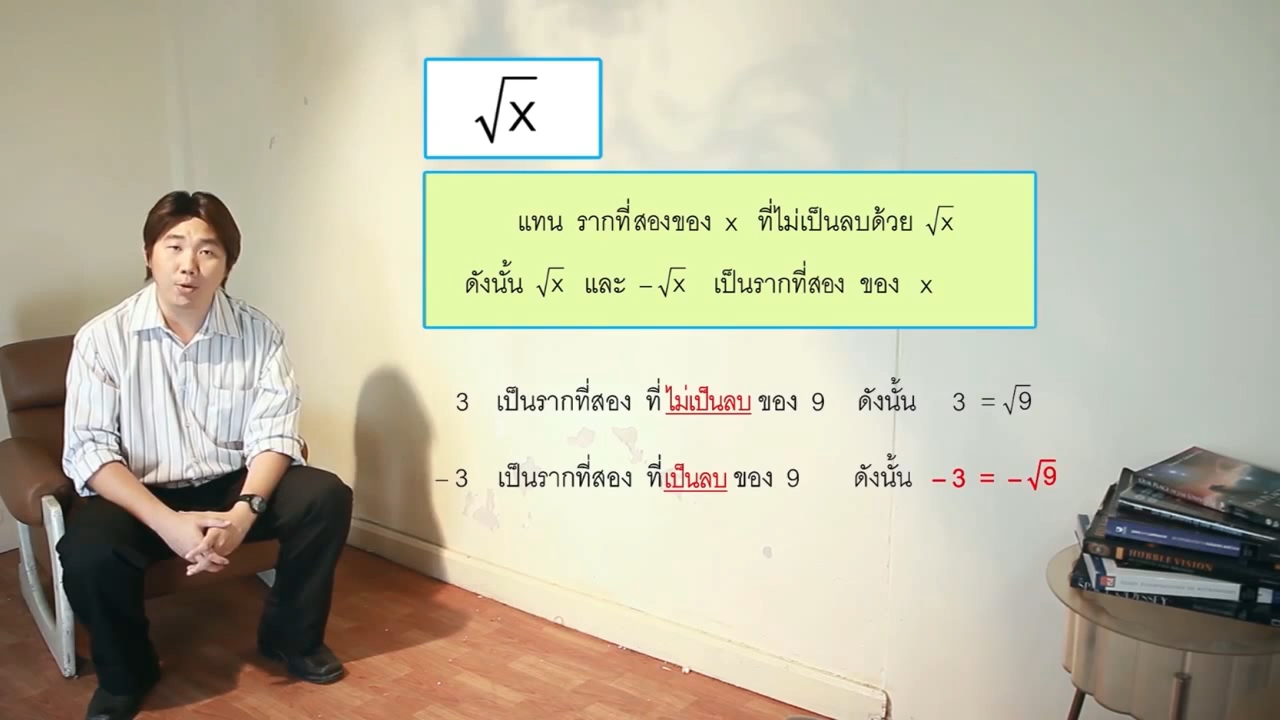 √x
แทน รากที่สองของ x ที่ไม่เป็นลบด้วย √x
ดังนั้น √x และ –√x เป็นรากที่สอง ของ x
3 เป็นรากที่สอง ที่ไม่เป็นลบ ของ 9 ดังนั้น 3 = √9
–3 เป็นรากที่สอง ที่เป็นลบ ของ 9 ดังนั้น –3 = –√9
HUBBLE VISION